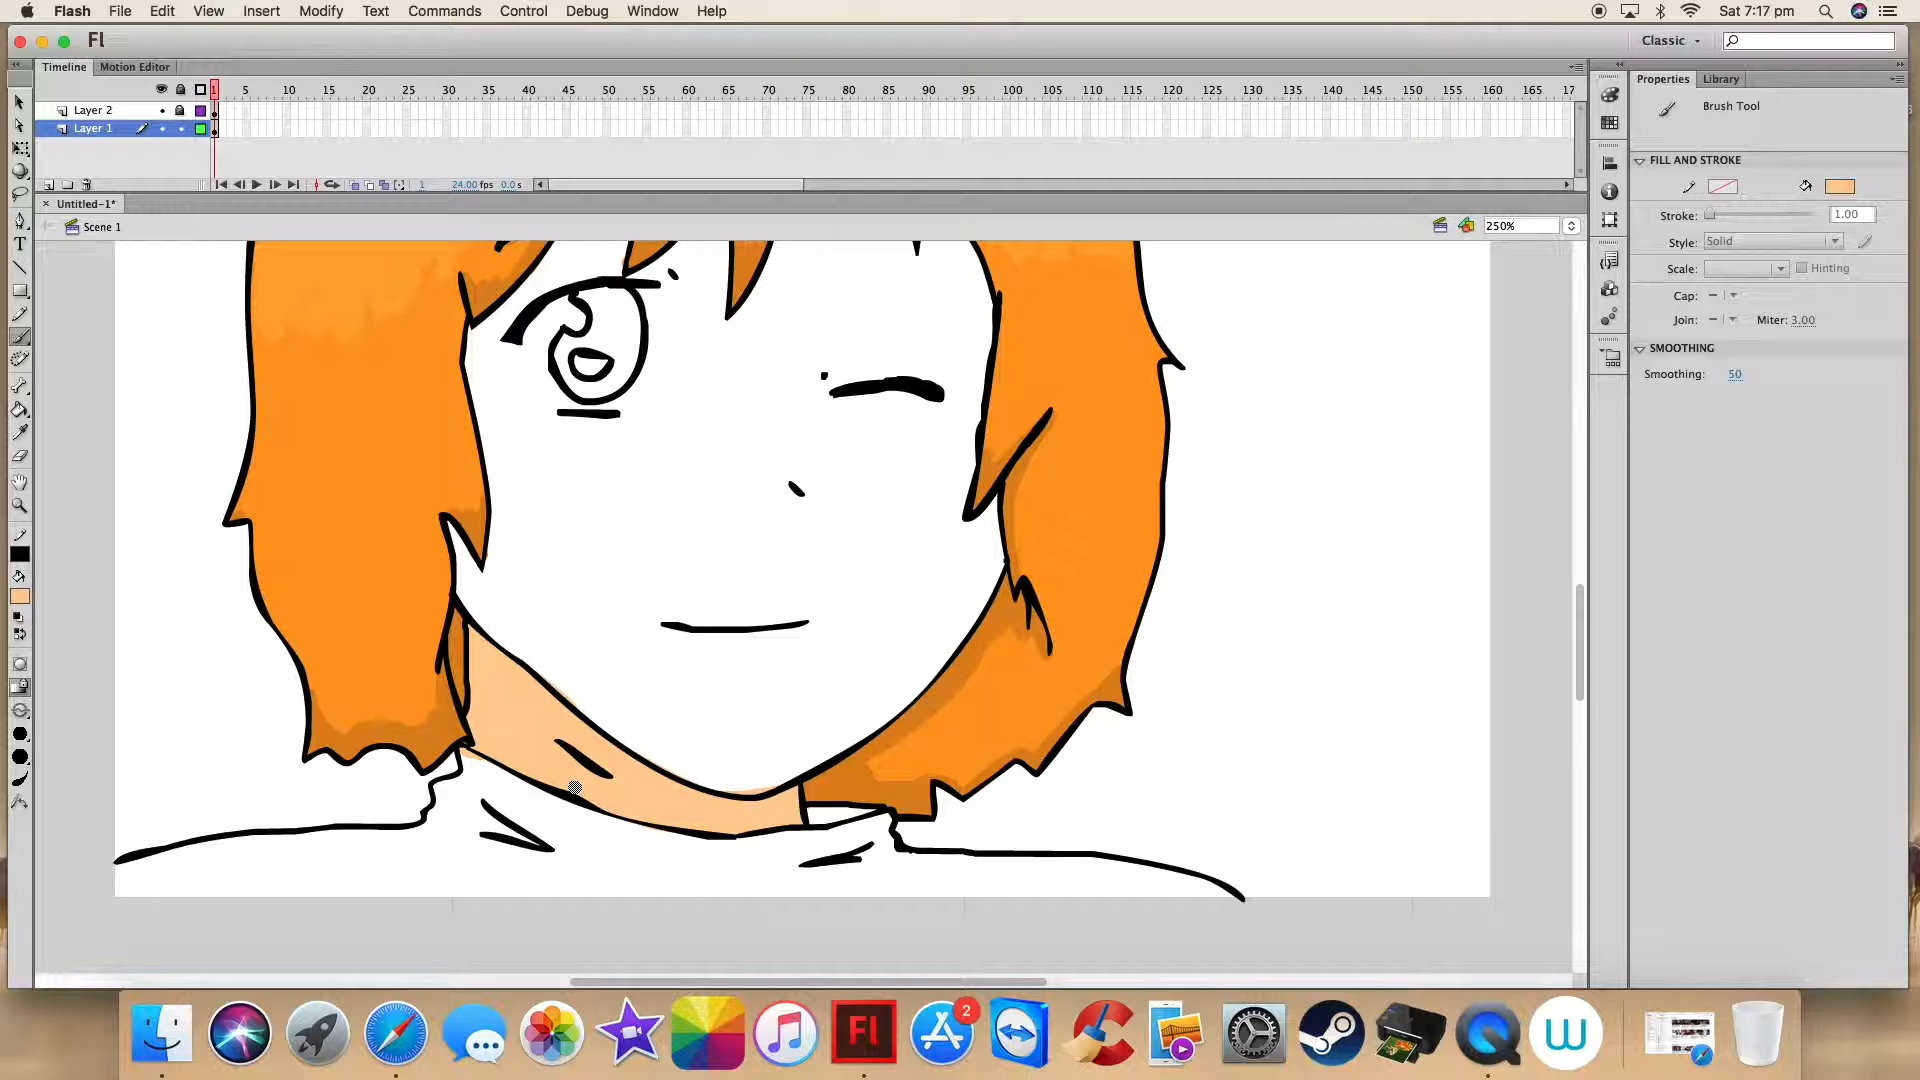 Flash File Edit View Insert Modify Text Commands Control Debug Window Help Sat 7:17 pm
Fl Classic
Timeline Motion Editor Properties Library
1 5 10 15 20 25 30 35 40 45 50 55 60 65 70 75 80 85 90 95 100 105 110 115 120 125 130 135 140 145 150 155 160 165 17
Brush Tool
Layer 2
Layer 1
FILL AND STROKE
1 24.00 fps 0.0 s
Untitled-1*
Stroke: 1.00
Scene 1 250%
Style: Solid
Scale: Hinting
Cap:
Join: Miter: 3.00
SMOOTHING
Smoothing: 50
T
Fl
2
W